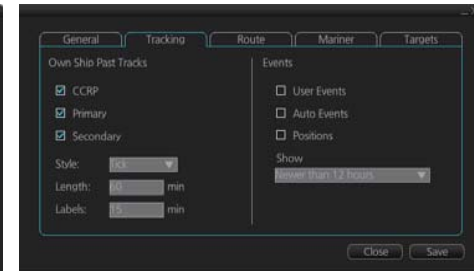 General Tracking Route Mariner Targets
Own Ship Past Tracks
CCRP
Primary
Secondary
Style: Tick
Length: 60 min
Labels: 15 min
Events
User Events
Auto Events
Positions
Show
Newer than 12 hours
Close Save